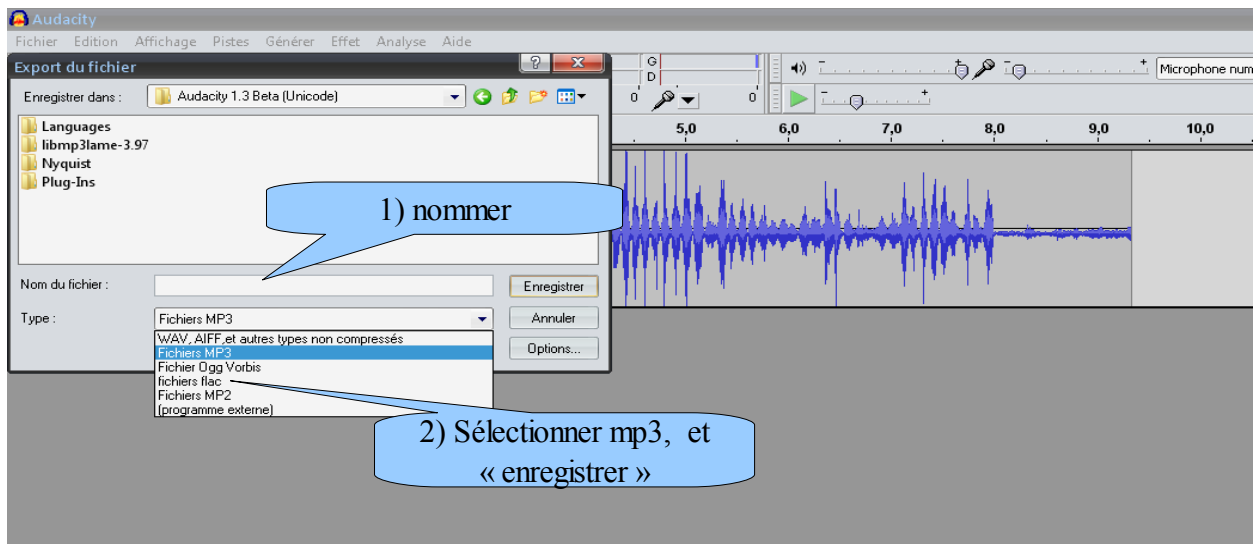 Audacity
Fichier Edition Affichage Pistes Générer Effet Analyse Aide
Export du fichier
Enregistrer dans : Audacity 1.3 Beta (Unicode)
Languages
libmp3lame-3.97
Nyquist
Plug-Ins
1) nommer
Nom du fichier : Enregistrer
Type : Fichiers MP3 Annuler
WAV, AIFF,et autres types non compressés
Fichiers MP3
Options...
Fichier Ogg Vorbis
fichiers flac
Fichiers MP2
(programme externe)
2) Sélectionner mp3, et
« enregistrer »
G
D
0 0
- + - + Microphone num
- +
5,0 6,0 7,0 8,0 9,0 10,0